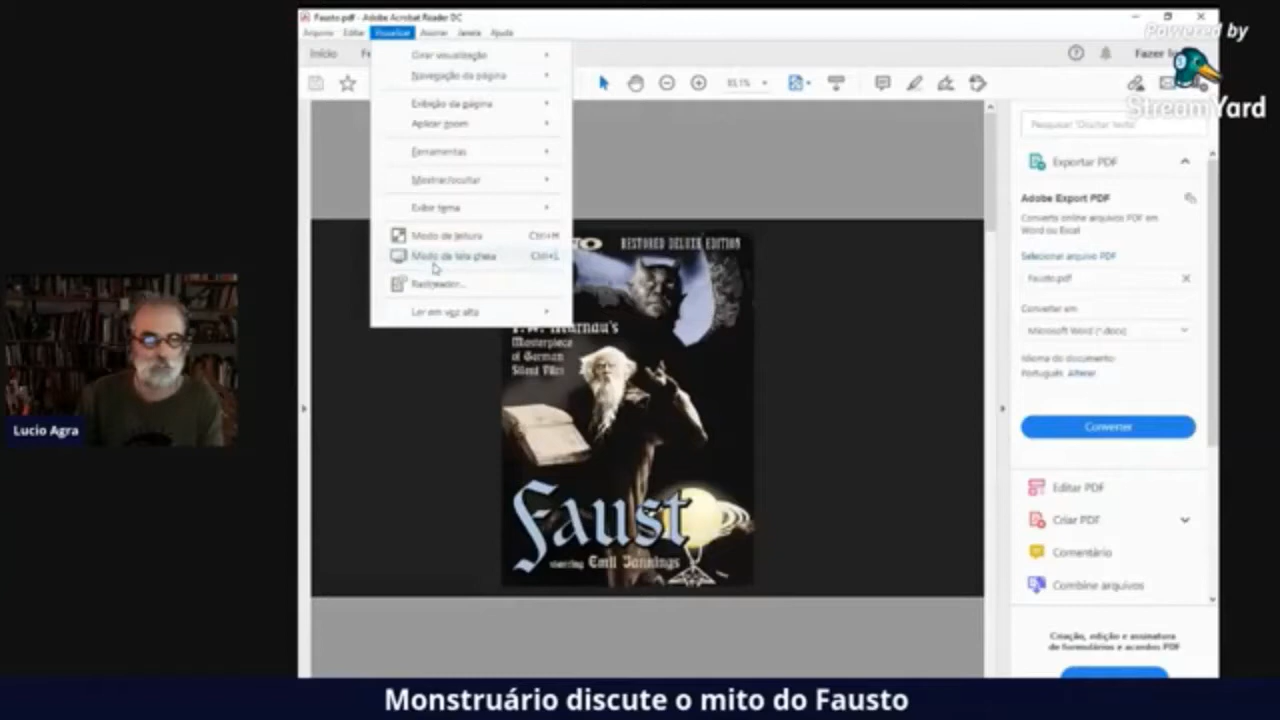 Fausto.pdf - Adobe Acrobat Reader DC
Arquivo Editar Visualizar Assinar Janela Ajuda
Powered by
StreamYard
Início
Girar visualização
Navegação da página
Exibição da página
Aplicar zoom
Ferramentas
Mostrar/ocultar
Exibir tema
Modo de leitura Ctrl+H
Modo de tela cheia Ctrl+L
Rastreador...
Ler em voz alta
RESTORED DELUXE EDITION
F.W. Murnau's
Masterpiece
of German
Silent Film
Faust
starring Emil Jannings
Exportar PDF
Adobe Export PDF
Converta online arquivos PDF em
Word ou Excel
Selecionar arquivo PDF
Fausto.pdf
Converter em
Microsoft Word (*.docx)
Idioma do documento:
Português Alterar
Converter
Editar PDF
Criar PDF
Comentário
Combine arquivos
Criação, edição e assinatura
de formulários e acordos PDF
Lucio Agra
Monstruário discute o mito do Fausto